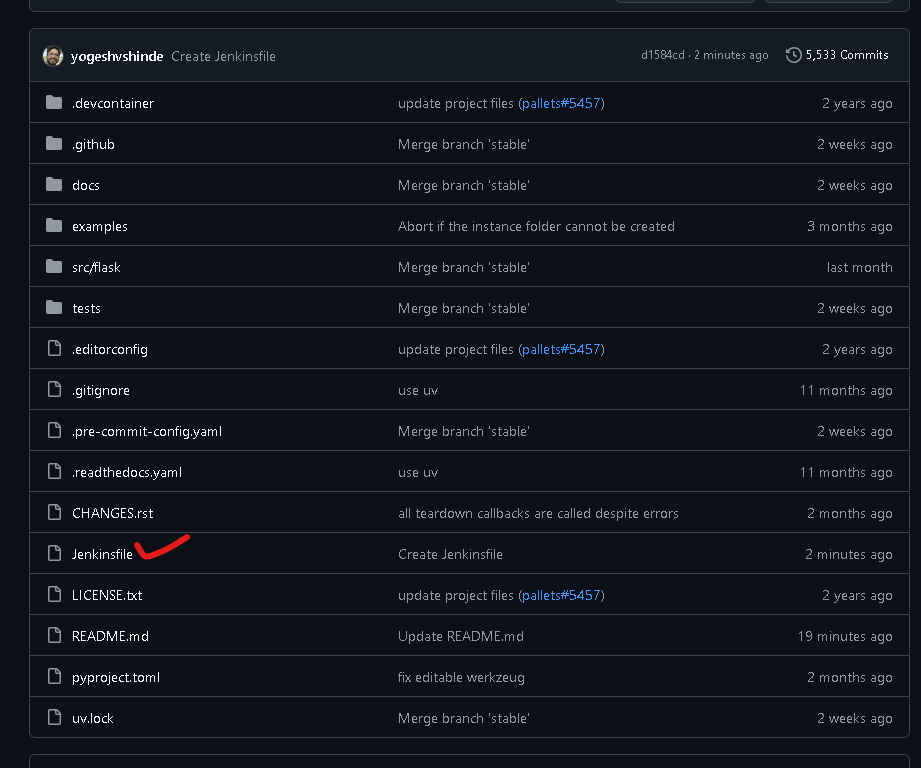 yogeshvshinde Create Jenkinsfile d1584cd · 2 minutes ago 5,533 Commits
.devcontainer update project files (pallets#5457) 2 years ago
.github Merge branch 'stable' 2 weeks ago
docs Merge branch 'stable' 2 weeks ago
examples Abort if the instance folder cannot be created 3 months ago
src/flask Merge branch 'stable' last month
tests Merge branch 'stable' 2 weeks ago
.editorconfig update project files (pallets#5457) 2 years ago
.gitignore use uv 11 months ago
.pre-commit-config.yaml Merge branch 'stable' 2 weeks ago
.readthedocs.yaml use uv 11 months ago
CHANGES.rst all teardown callbacks are called despite errors 2 months ago
Jenkinsfile Create Jenkinsfile 2 minutes ago
LICENSE.txt update project files (pallets#5457) 2 years ago
README.md Update README.md 19 minutes ago
pyproject.toml fix editable werkzeug 2 months ago
uv.lock Merge branch 'stable' 2 weeks ago